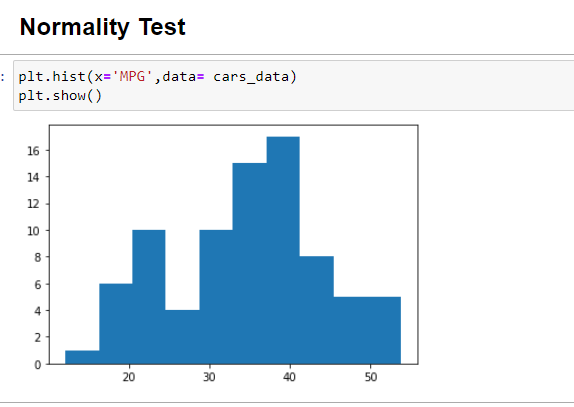 Normality Test
: plt.hist(x='MPG',data= cars_data)
plt.show()
16
14
12
10
8
6
4
2
0
20 30 40 50